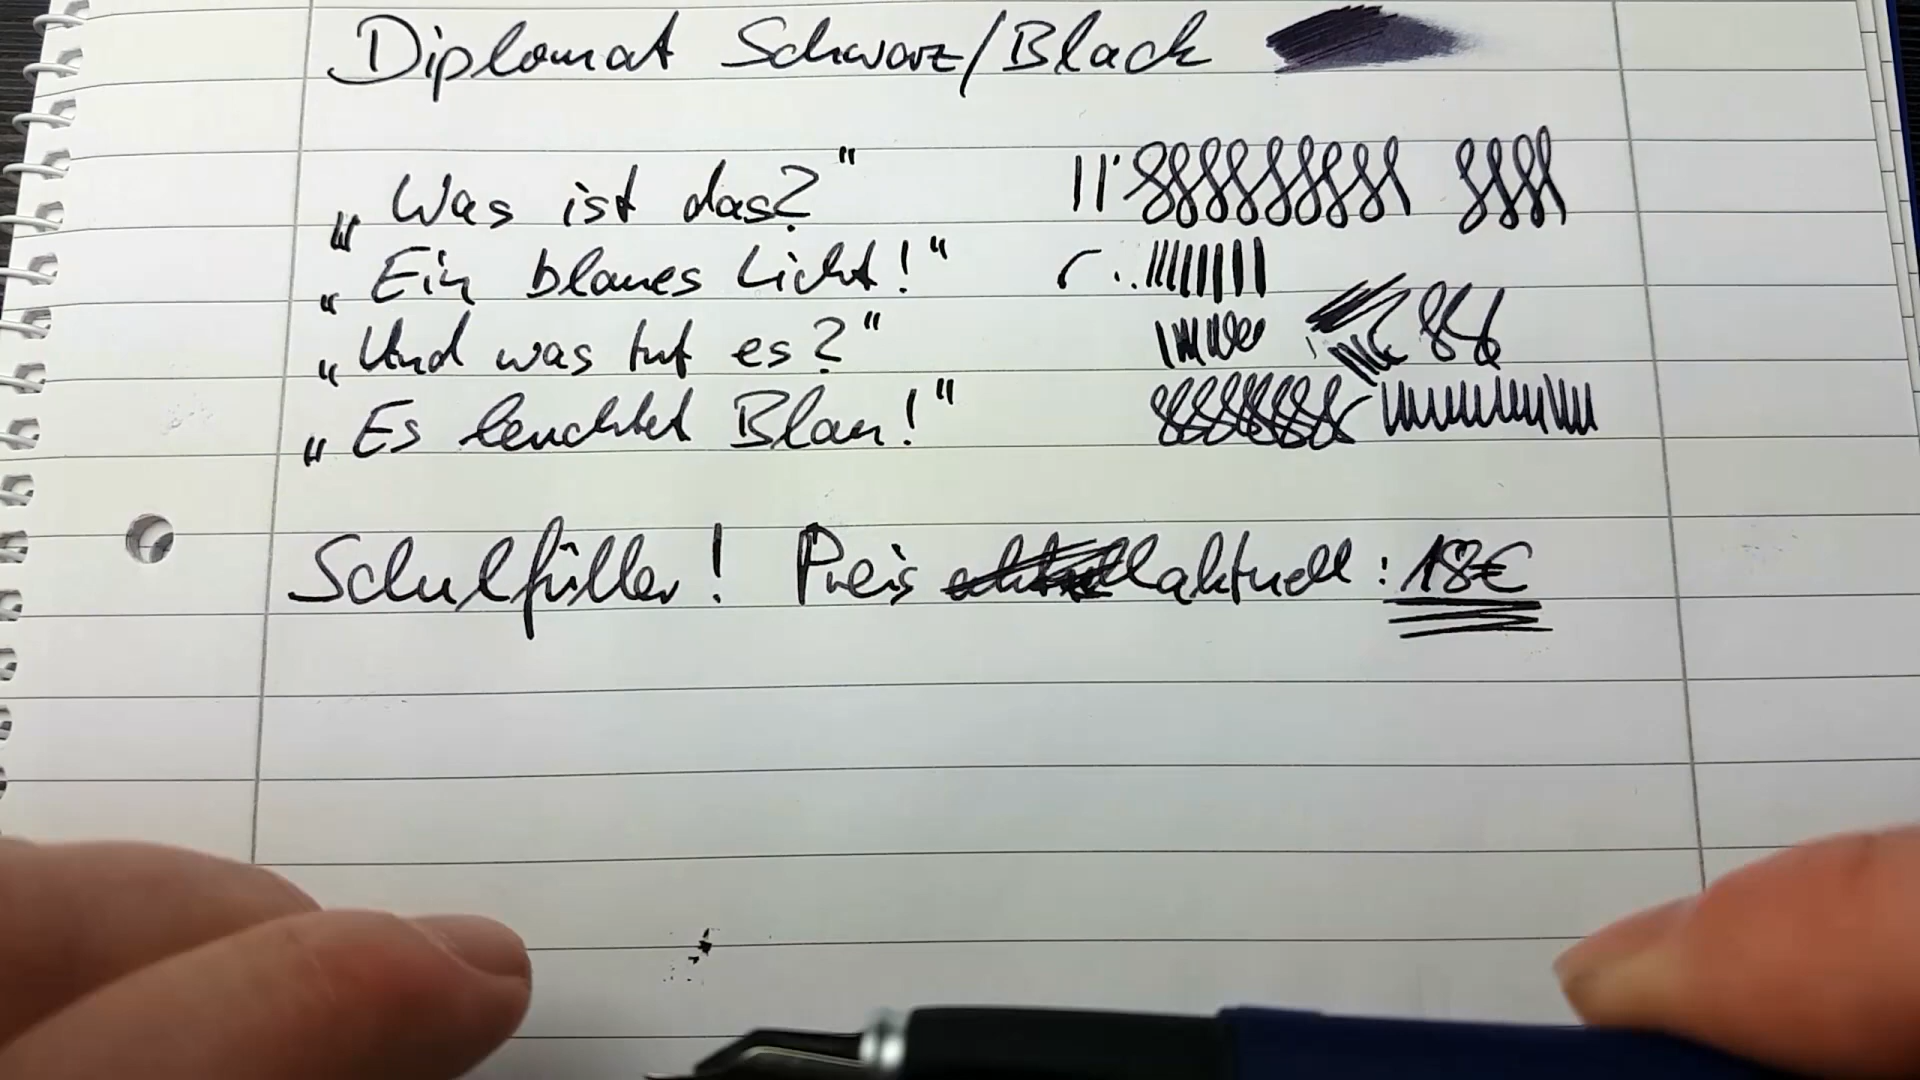 Diplomat Schwarz/Black
„Was ist das?“
„Ein blaues Licht!“
„Und was tut es?“
„Es leuchtet Blau!“
Schulfüller! Preis aktuell: 18€